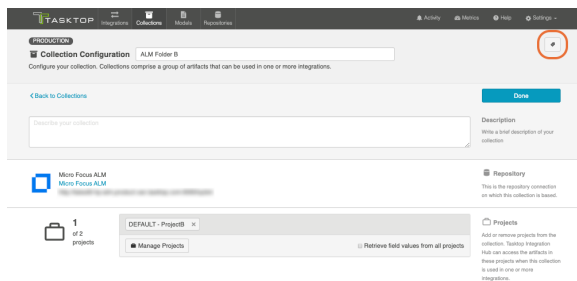 TASKTOP
Integrations
Collections
Models
Repositories
Activity
Metrics
Help
Settings
PRODUCTION
Collection Configuration
ALM Folder B
Configure your collection. Collections comprise a group of artifacts that can be used in one or more integrations.
Back to Collections
Done
Describe your collection
Description
Write a brief description of your
collection
Micro Focus ALM
Micro Focus ALM
Repository
This is the repository connection
on which this collection is based.
1
of 2
projects
DEFAULT - ProjectB ×
Manage Projects
Retrieve field values from all projects
Projects
Add or remove projects from the
collection. Tasktop Integration
Hub can access the artifacts in
these projects when this collection
is used in one or more
integrations.